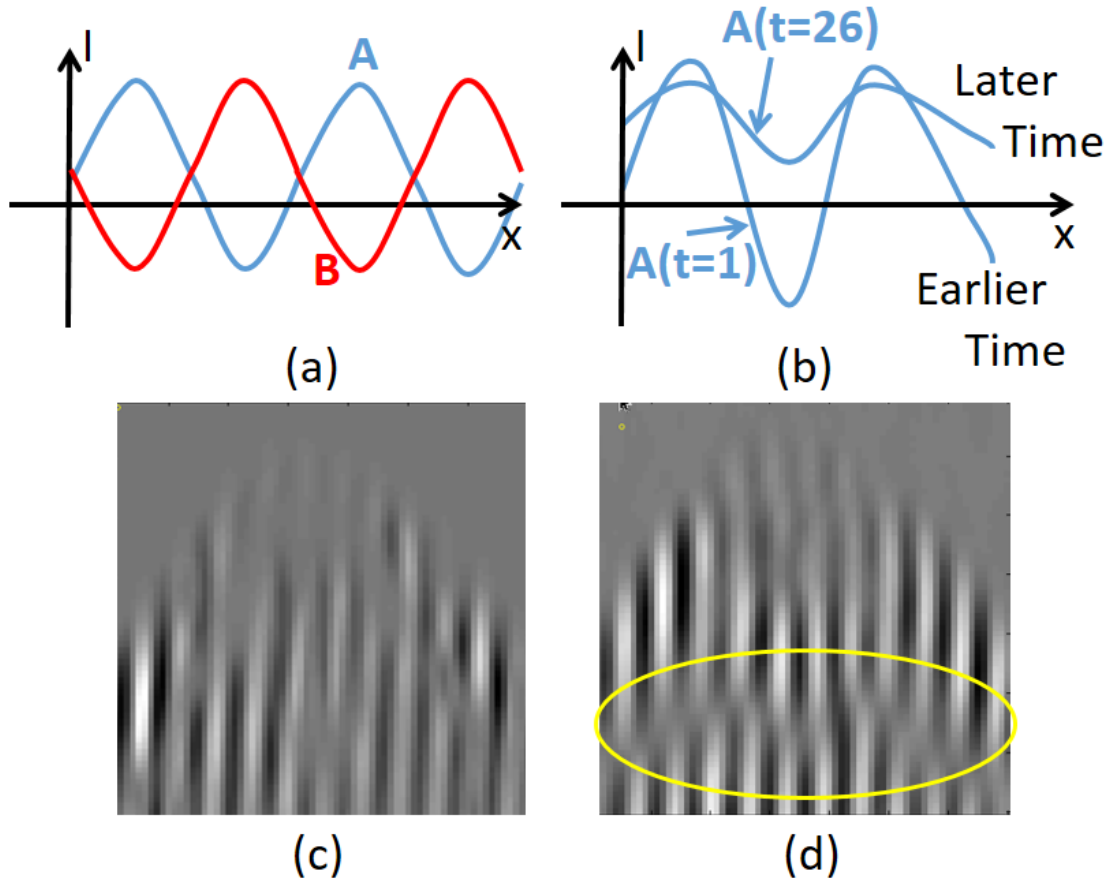 I
A
B
x
(a)
I
A(t=26)
Later
Time
A(t=1)
x
Earlier
Time
(b)
(c)
(d)